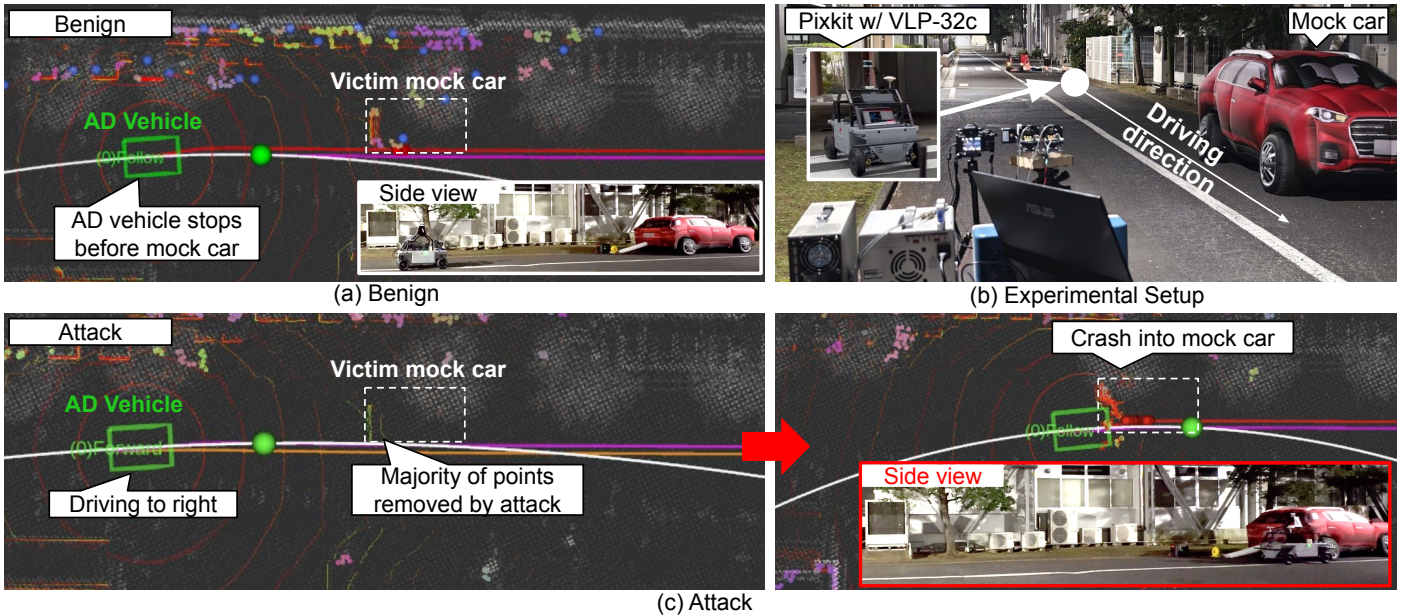 Benign
Victim mock car
AD Vehicle
(0)Follow
AD vehicle stops
before mock car
Side view
(a) Benign
Pixkit w/ VLP-32c
Mock car
Driving
direction
ASUS
(b) Experimental Setup
Attack
Victim mock car
AD Vehicle
(0)Forward
Driving to right
Majority of points
removed by attack
Crash into mock car
(0)Follow
Side view
(c) Attack